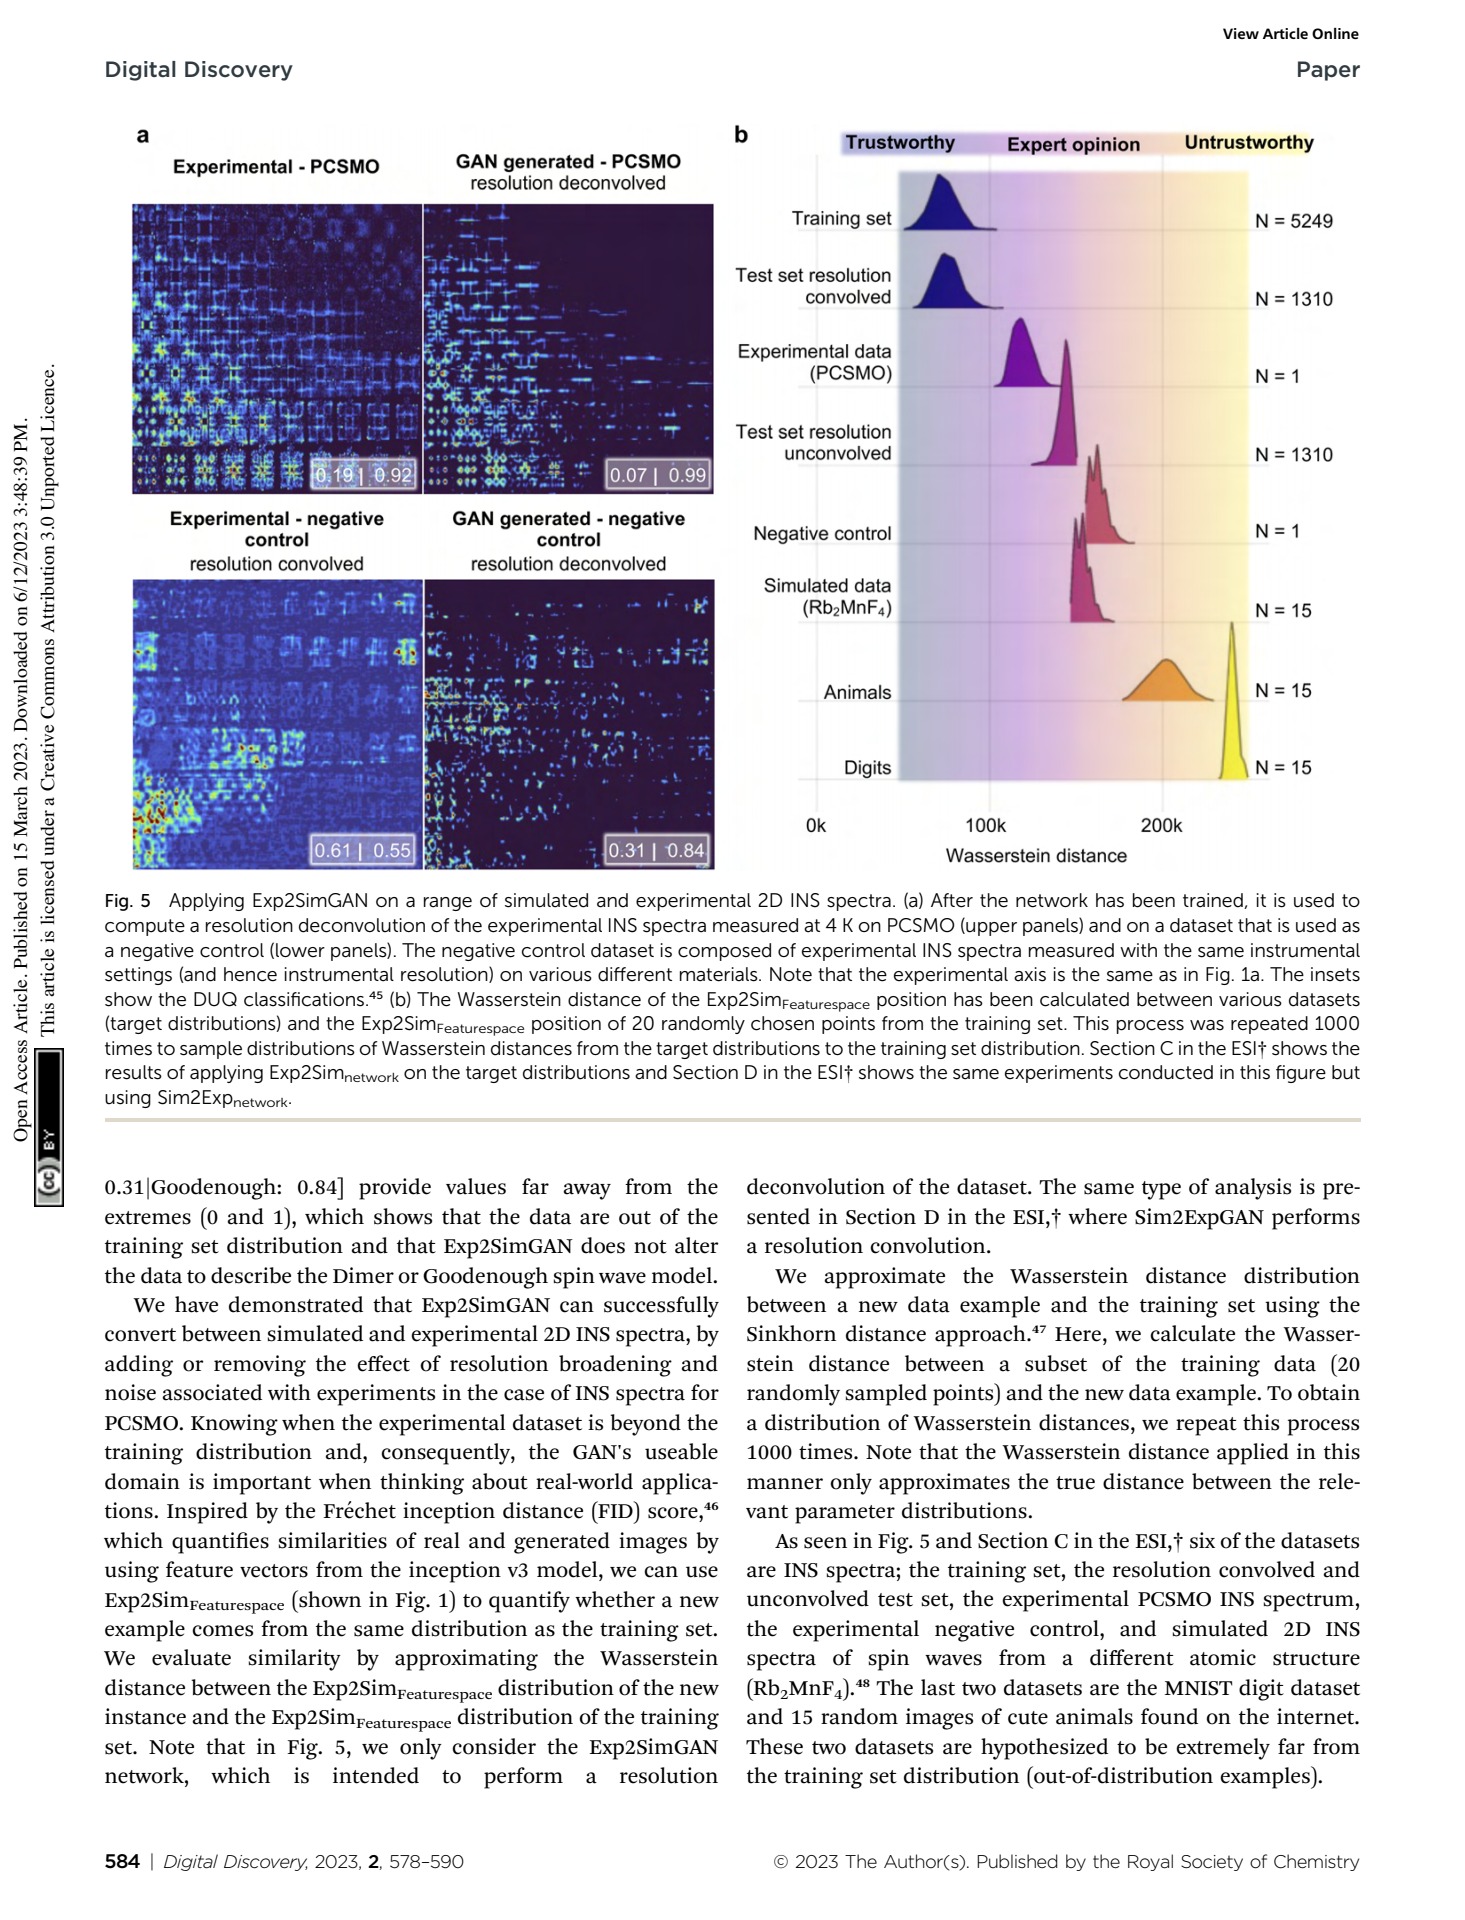 View Article Online
Digital Discovery
Paper
Open Access Article. Published on 15 March 2023. Downloaded on 6/12/2023 3:48:39 PM.
This article is licensed under a Creative Commons Attribution 3.0 Unported Licence.
(cc) BY
a
Experimental - PCSMO
GAN generated - PCSMO
resolution deconvolved
0.19 | 0.92
0.07 | 0.99
Experimental - negative
control
resolution convolved
GAN generated - negative
control
resolution deconvolved
0.61 | 0.55
0.31 | 0.84
b
Trustworthy
Expert opinion
Untrustworthy
Training set
N = 5249
Test set resolution
convolved
N = 1310
Experimental data
(PCSMO)
N = 1
Test set resolution
unconvolved
N = 1310
Negative control
N = 1
Simulated data
(Rb₂MnF₄)
N = 15
Animals
N = 15
Digits
N = 15
0k
100k
200k
Wasserstein distance
Fig. 5 Applying Exp2SimGAN on a range of simulated and experimental 2D INS spectra. (a) After the network has been trained, it is used to
compute a resolution deconvolution of the experimental INS spectra measured at 4 K on PCSMO (upper panels) and on a dataset that is used as
a negative control (lower panels). The negative control dataset is composed of experimental INS spectra measured with the same instrumental
settings (and hence instrumental resolution) on various different materials. Note that the experimental axis is the same as in Fig. 1a. The insets
show the DUQ classifications.⁴⁵ (b) The Wasserstein distance of the Exp2SimFeaturespace position has been calculated between various datasets
(target distributions) and the Exp2SimFeaturespace position of 20 randomly chosen points from the training set. This process was repeated 1000
times to sample distributions of Wasserstein distances from the target distributions to the training set distribution. Section C in the ESI† shows the
results of applying Exp2Simnetwork on the target distributions and Section D in the ESI† shows the same experiments conducted in this figure but
using Sim2Expnetwork.
0.31|Goodenough: 0.84] provide values far away from the
extremes (0 and 1), which shows that the data are out of the
training set distribution and that Exp2SimGAN does not alter
the data to describe the Dimer or Goodenough spin wave model.
We have demonstrated that Exp2SimGAN can successfully
convert between simulated and experimental 2D INS spectra, by
adding or removing the effect of resolution broadening and
noise associated with experiments in the case of INS spectra for
PCSMO. Knowing when the experimental dataset is beyond the
training distribution and, consequently, the GAN's useable
domain is important when thinking about real-world applica-
tions. Inspired by the Fréchet inception distance (FID) score,⁴⁶
which quantifies similarities of real and generated images by
using feature vectors from the inception v3 model, we can use
Exp2SimFeaturespace (shown in Fig. 1) to quantify whether a new
example comes from the same distribution as the training set.
We evaluate similarity by approximating the Wasserstein
distance between the Exp2SimFeaturespace distribution of the new
instance and the Exp2SimFeaturespace distribution of the training
set. Note that in Fig. 5, we only consider the Exp2SimGAN
network, which is intended to perform a resolution
deconvolution of the dataset. The same type of analysis is pre-
sented in Section D in the ESI,† where Sim2ExpGAN performs
a resolution convolution.
We approximate the Wasserstein distance distribution
between a new data example and the training set using the
Sinkhorn distance approach.⁴⁷ Here, we calculate the Wasser-
stein distance between a subset of the training data (20
randomly sampled points) and the new data example. To obtain
a distribution of Wasserstein distances, we repeat this process
1000 times. Note that the Wasserstein distance applied in this
manner only approximates the true distance between the rele-
vant parameter distributions.
As seen in Fig. 5 and Section C in the ESI,† six of the datasets
are INS spectra; the training set, the resolution convolved and
unconvolved test set, the experimental PCSMO INS spectrum,
the experimental negative control, and simulated 2D INS
spectra of spin waves from a different atomic structure
(Rb₂MnF₄).⁴⁸ The last two datasets are the MNIST digit dataset
and 15 random images of cute animals found on the internet.
These two datasets are hypothesized to be extremely far from
the training set distribution (out-of-distribution examples).
584 | Digital Discovery, 2023, 2, 578–590
© 2023 The Author(s). Published by the Royal Society of Chemistry